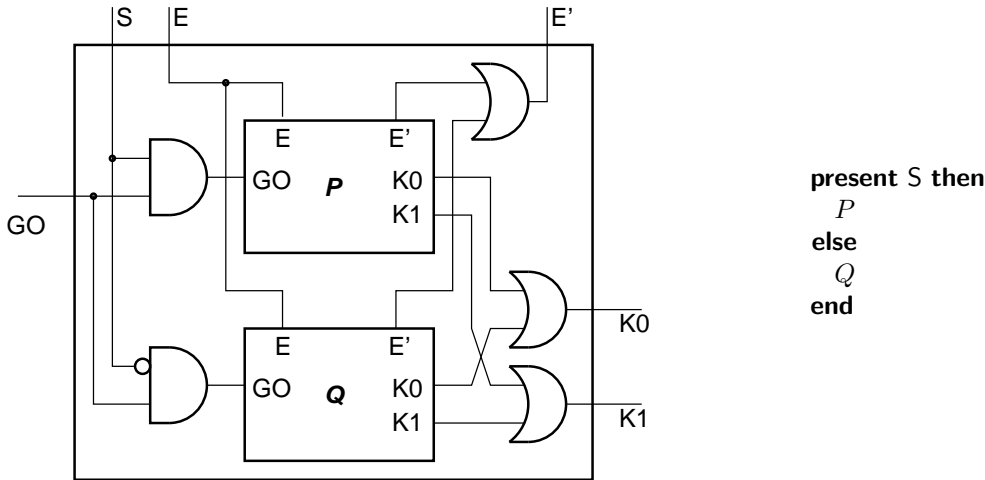 S E E’
E E’
GO P K0
K1
GO
K0
E E’
GO Q K0
K1
K1
present S then
P
else
Q
end